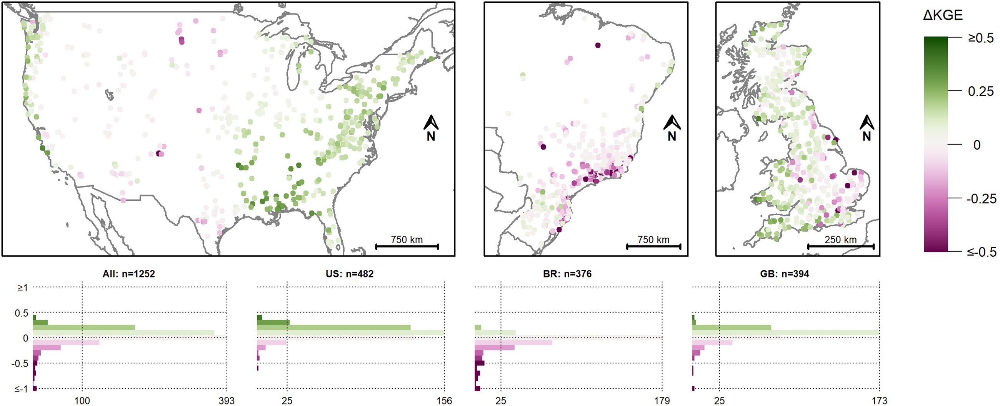 ΔKGE
≥0.5
0.25
0
-0.25
≤-0.5
N
750 km
N
750 km
N
250 km
All: n=1252
US: n=482
BR: n=376
GB: n=394
≥1
0.5
0
-0.5
≤-1
100
393
25
156
25
179
25
173